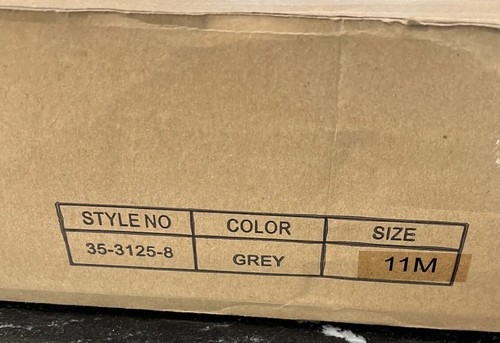 STYLE NO COLOR SIZE
35-3125-8 GREY 11M